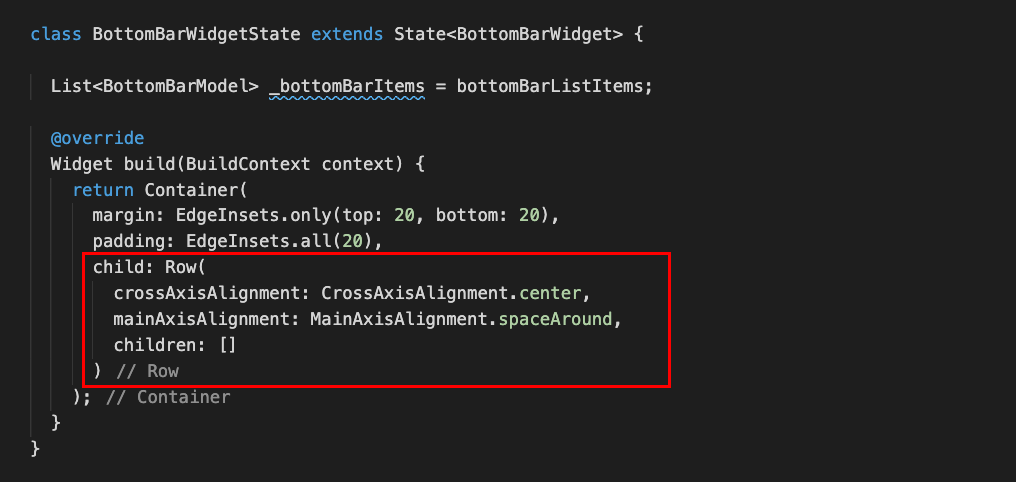 class BottomBarWidgetState extends State<BottomBarWidget> {
List<BottomBarModel> _bottomBarItems = bottomBarListItems;
@override
Widget build(BuildContext context) {
return Container(
margin: EdgeInsets.only(top: 20, bottom: 20),
padding: EdgeInsets.all(20),
child: Row(
crossAxisAlignment: CrossAxisAlignment.center,
mainAxisAlignment: MainAxisAlignment.spaceAround,
children: []
) // Row
); // Container
}
}